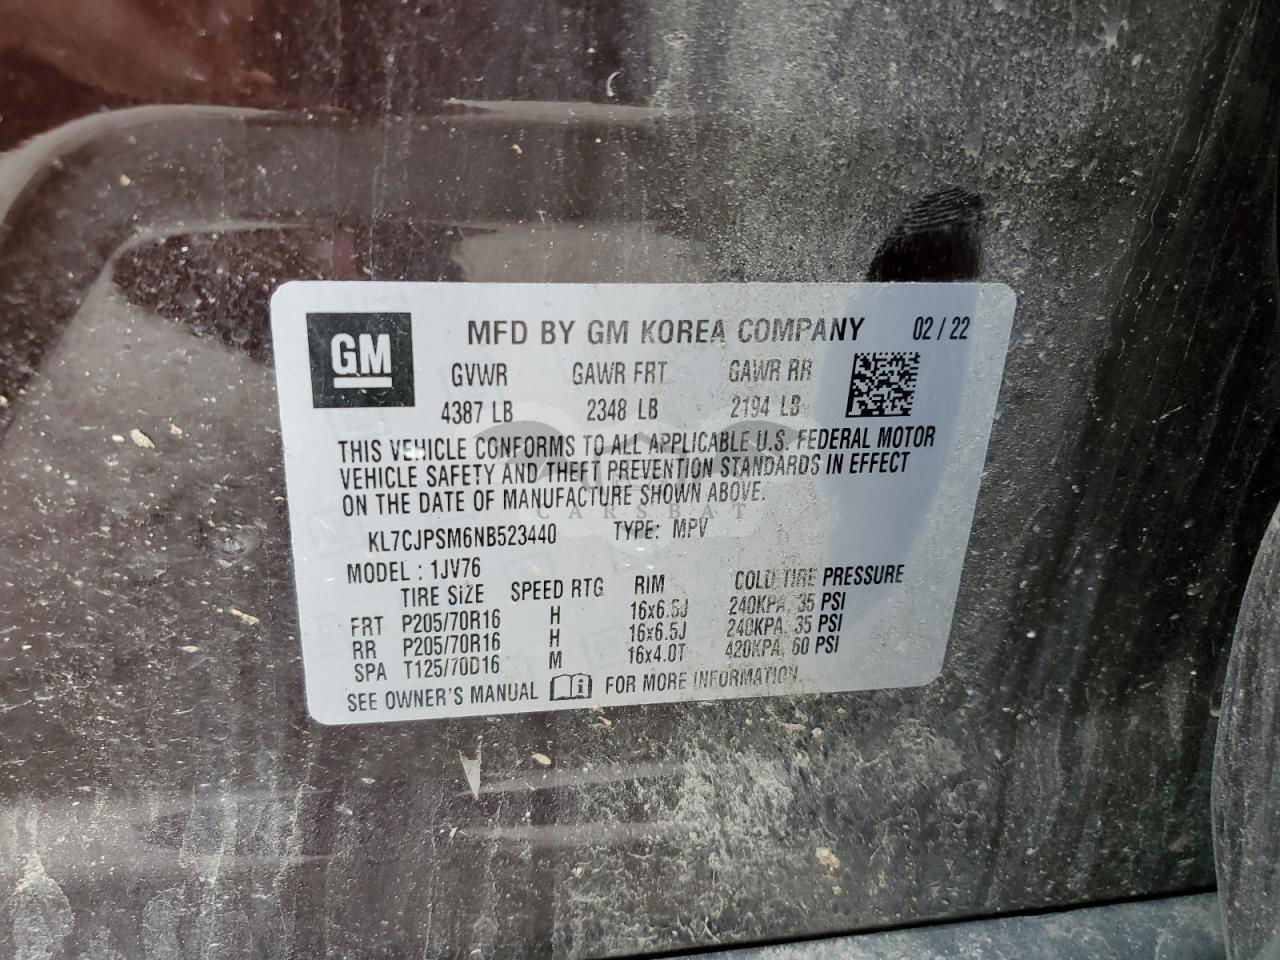 GM
MFD BY GM KOREA COMPANY 02 / 22
GVWR GAWR FRT GAWR RR
4387 LB 2348 LB 2194 LB
THIS VEHICLE CONFORMS TO ALL APPLICABLE U.S. FEDERAL MOTOR
VEHICLE SAFETY AND THEFT PREVENTION STANDARDS IN EFFECT
ON THE DATE OF MANUFACTURE SHOWN ABOVE.
CARSBAT
KL7CJPSM6NB523440 TYPE: MPV
MODEL : 1JV76
TIRE SIZE SPEED RTG RIM COLD TIRE PRESSURE
FRT P205/70R16 H 16x6.5J 240KPA, 35 PSI
RR P205/70R16 H 16x6.5J 240KPA, 35 PSI
SPA T125/70D16 M 16x4.0T 420KPA, 60 PSI
SEE OWNER'S MANUAL i FOR MORE INFORMATION.